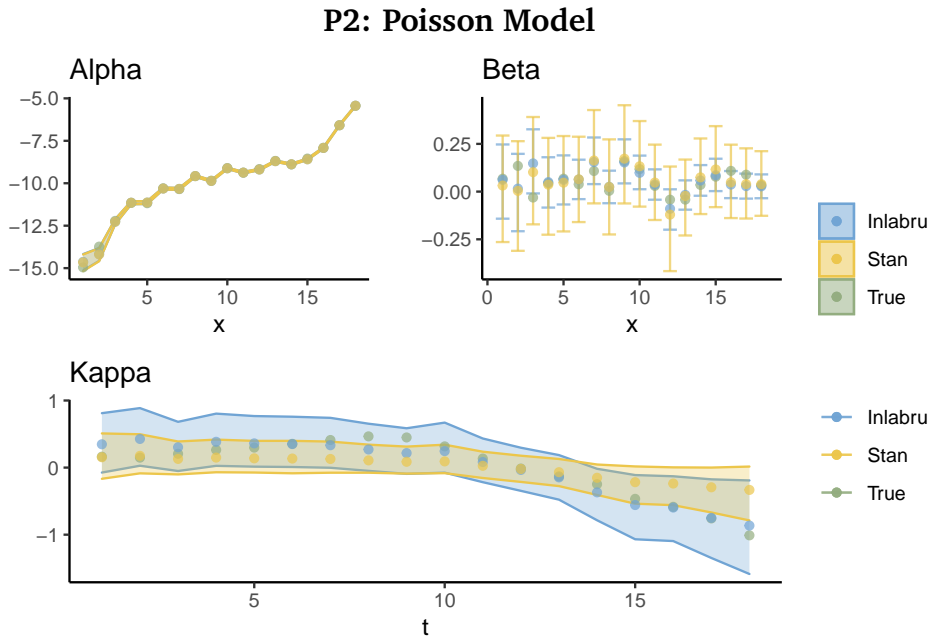 P2: Poisson Model
Alpha
−5.0
−7.5
−10.0
−12.5
−15.0
5 10 15
x
Beta
0.25
0.00
−0.25
0 5 10 15
x
Inlabru
Stan
True
Kappa
1
0
−1
5 10 15
t
Inlabru
Stan
True